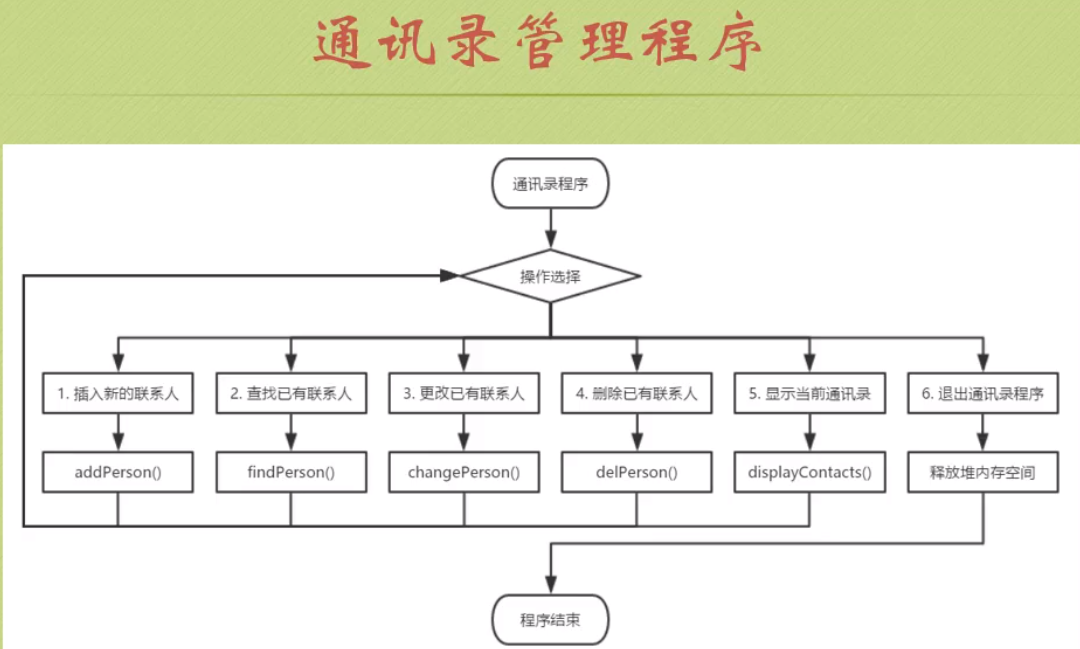 通讯录管理程序
通讯录程序
操作选择
1. 插入新的联系人
2. 查找已有联系人
3. 更改已有联系人
4. 删除已有联系人
5. 显示当前通讯录
6. 退出通讯录程序
addPerson()
findPerson()
changePerson()
delPerson()
displayContacts()
释放堆内存空间
程序结束